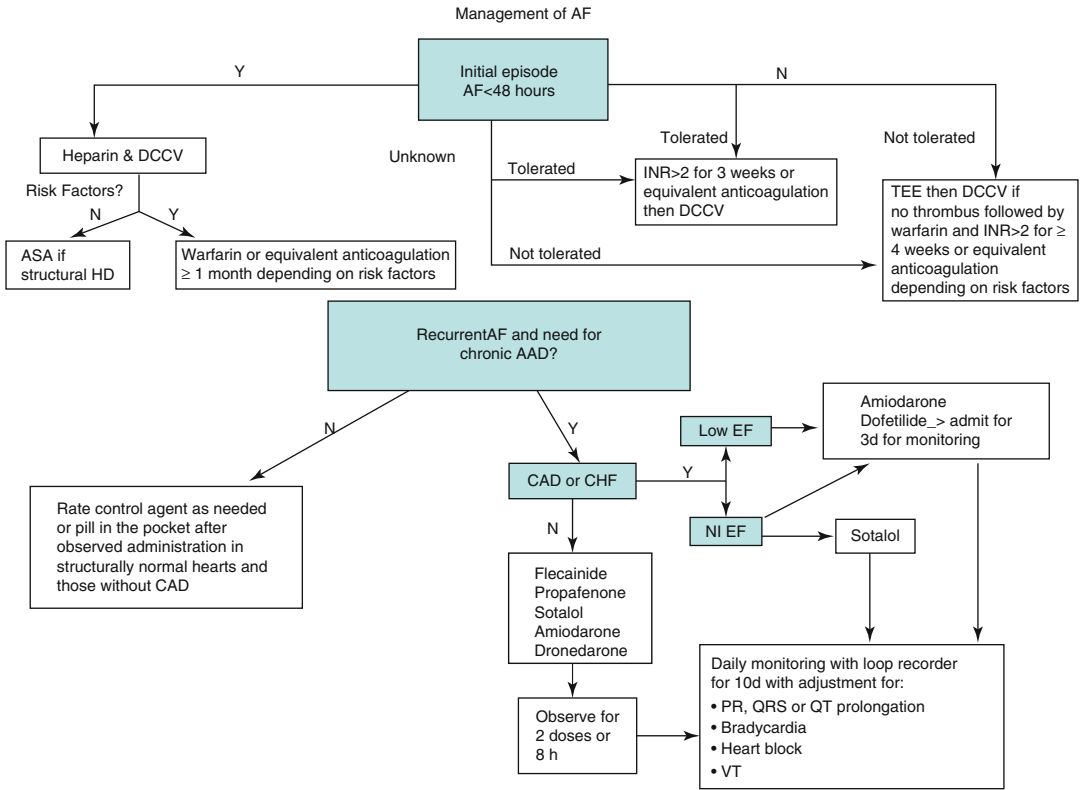 Management of AF
Initial episode
AF<48 hours
Y
N
Heparin & DCCV
Risk Factors?
N
Y
ASA if
structural HD
Warfarin or equivalent anticoagulation
≥ 1 month depending on risk factors
Unknown
Tolerated
Not tolerated
Tolerated
INR>2 for 3 weeks or
equivalent anticoagulation
then DCCV
Not tolerated
TEE then DCCV if
no thrombus followed by
warfarin and INR>2 for ≥
4 weeks or equivalent
anticoagulation
depending on risk factors
RecurrentAF and need for
chronic AAD?
N
Y
Rate control agent as needed
or pill in the pocket after
observed administration in
structurally normal hearts and
those without CAD
CAD or CHF
Y
N
Low EF
NI EF
Amiodarone
Dofetilide_> admit for
3d for monitoring
Sotalol
Flecainide
Propafenone
Sotalol
Amiodarone
Dronedarone
Observe for
2 doses or
8 h
Daily monitoring with loop recorder
for 10d with adjustment for:
• PR, QRS or QT prolongation
• Bradycardia
• Heart block
• VT